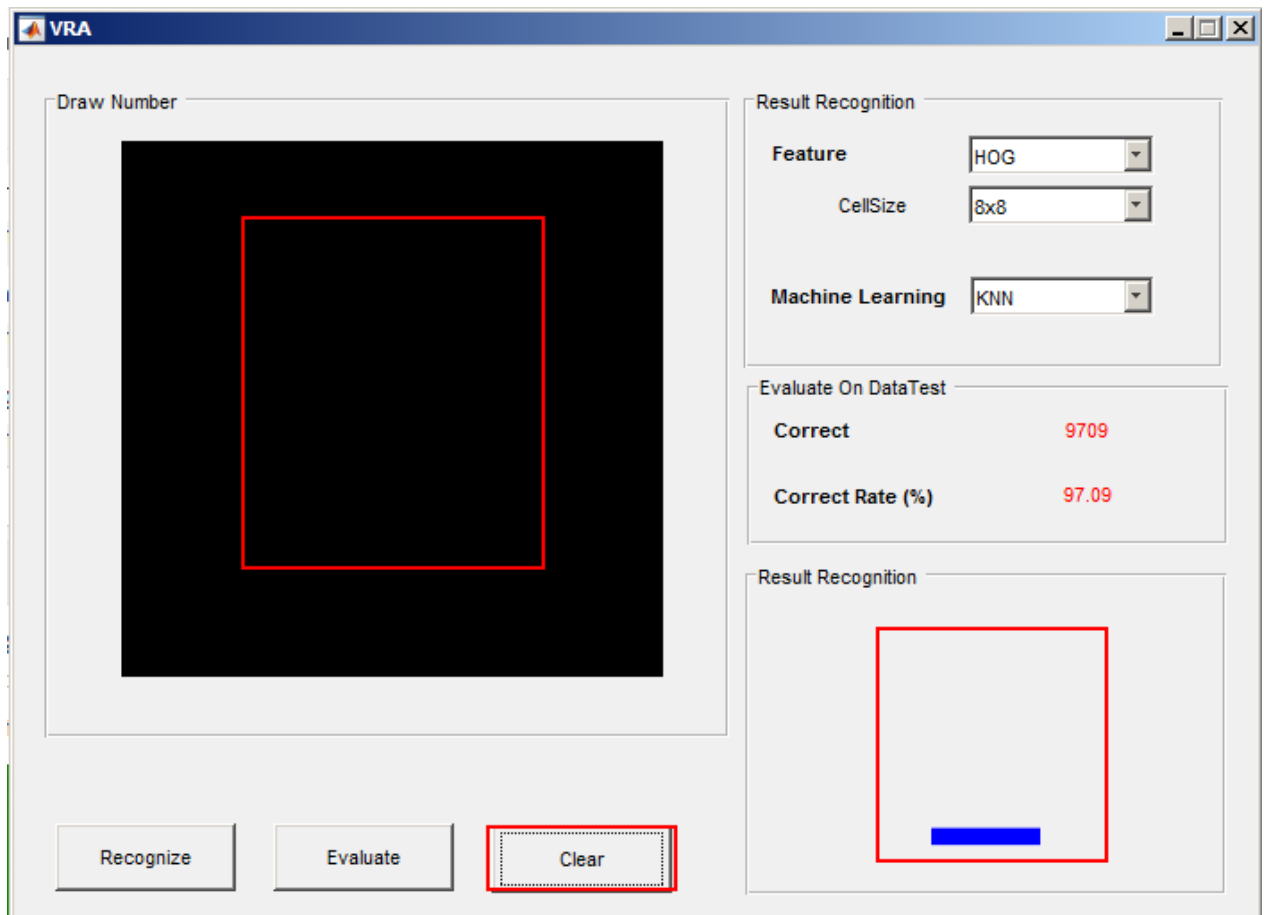 VRA
Draw Number
Result Recognition
Feature
HOG
CellSize
8x8
Machine Learning
KNN
Evaluate On DataTest
Correct
9709
Correct Rate (%)
97.09
Result Recognition
Recognize
Evaluate
Clear